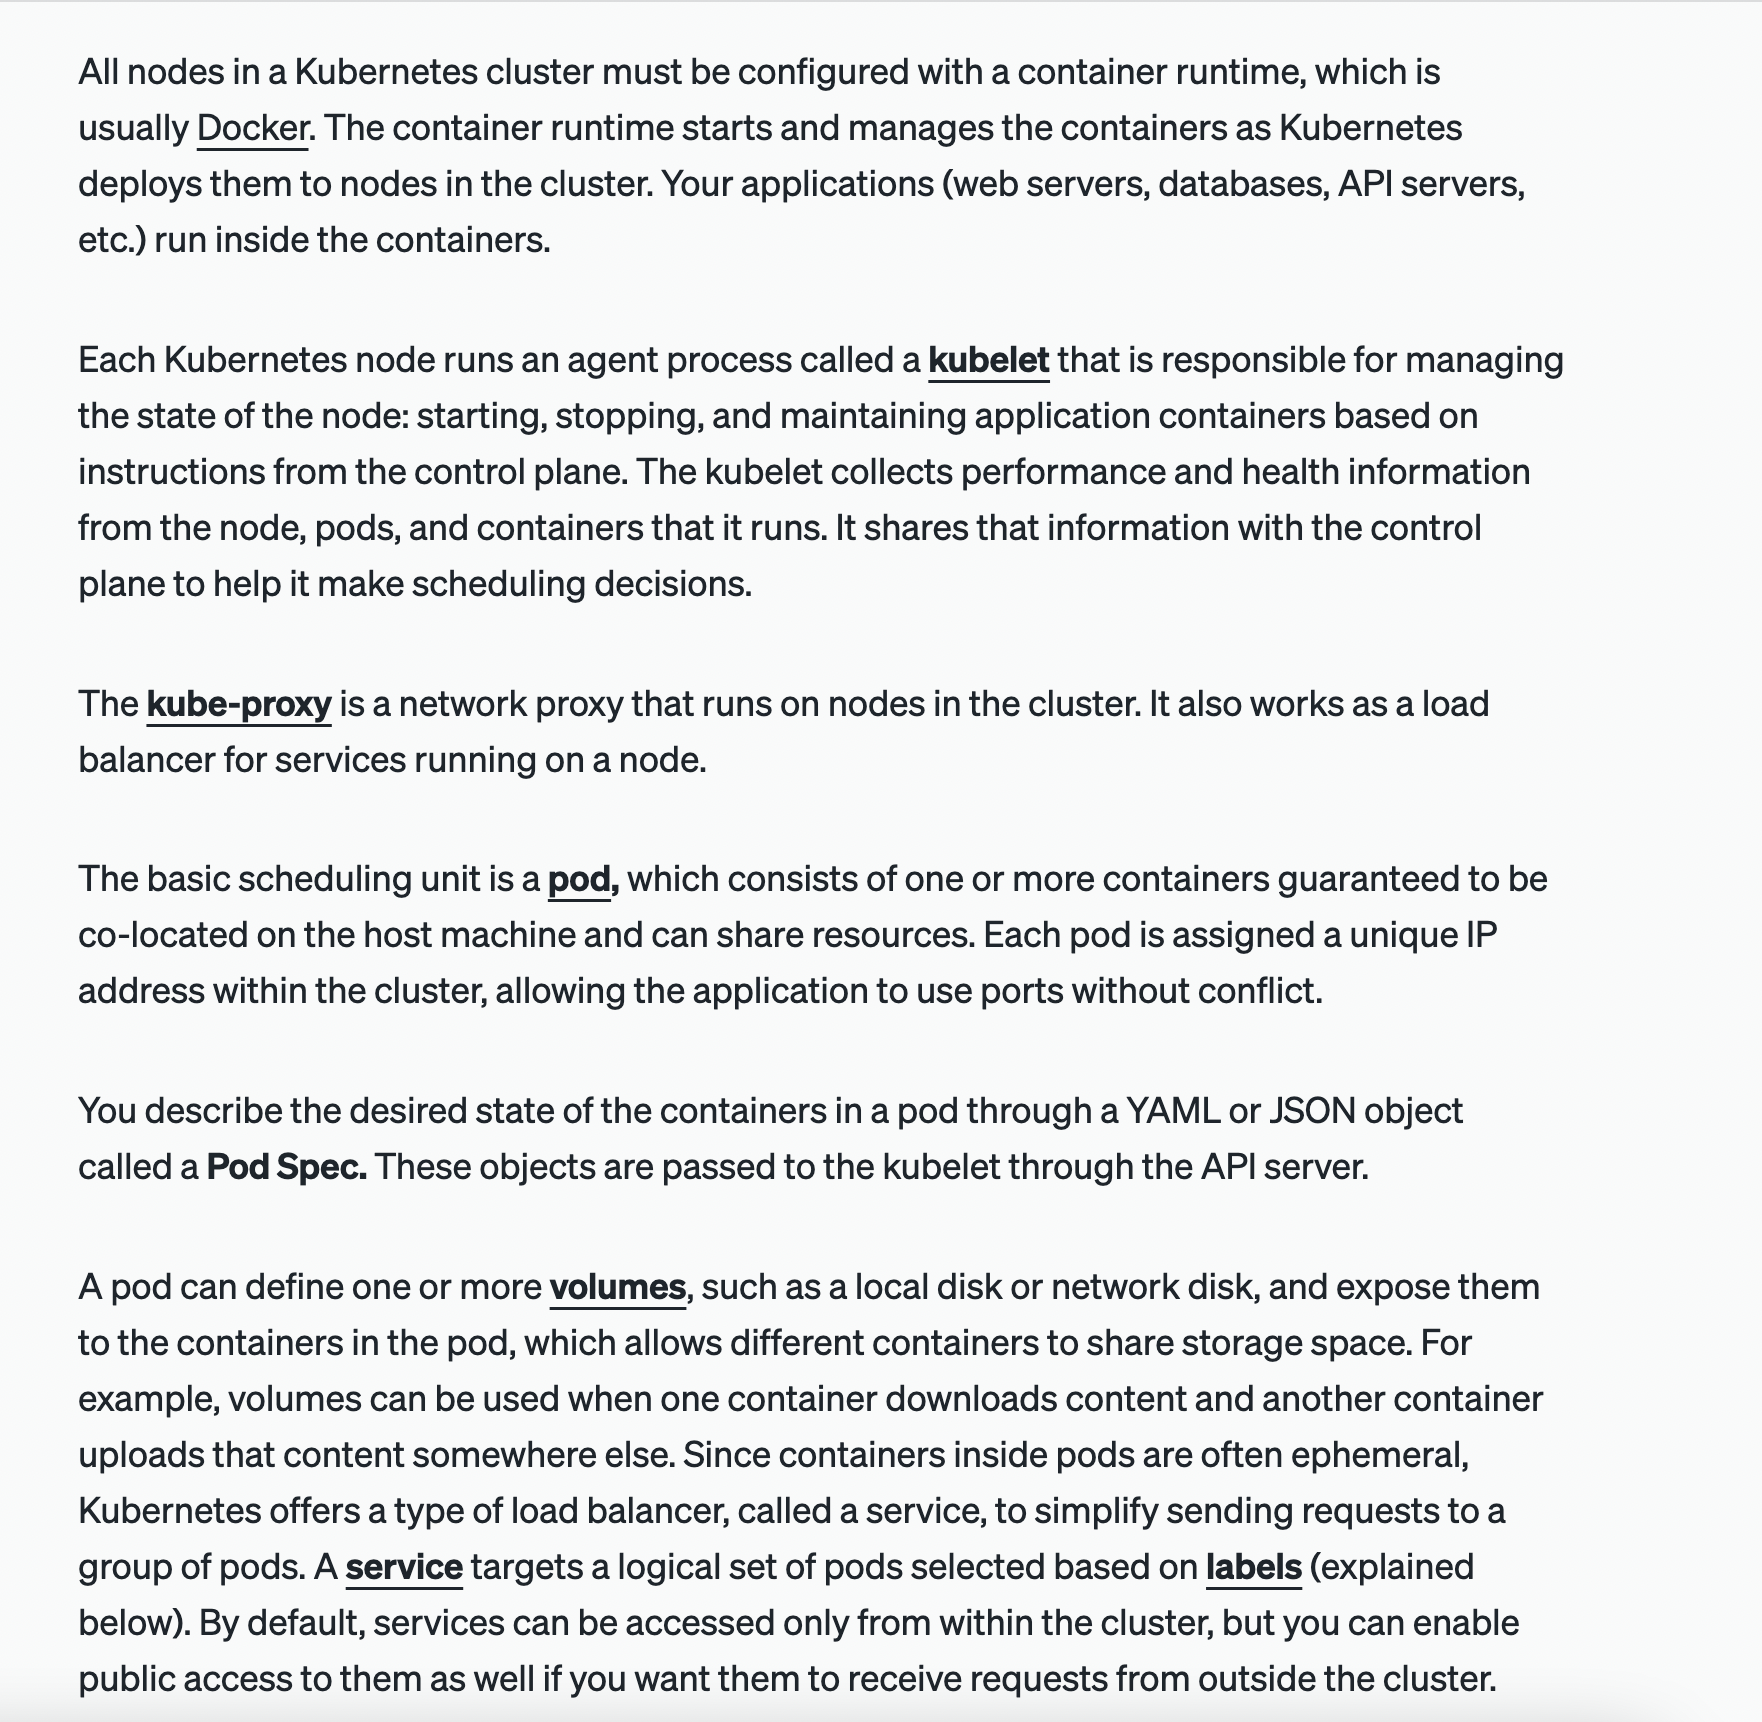 All nodes in a Kubernetes cluster must be configured with a container runtime, which is
usually Docker. The container runtime starts and manages the containers as Kubernetes
deploys them to nodes in the cluster. Your applications (web servers, databases, API servers,
etc.) run inside the containers.
Each Kubernetes node runs an agent process called a kubelet that is responsible for managing
the state of the node: starting, stopping, and maintaining application containers based on
instructions from the control plane. The kubelet collects performance and health information
from the node, pods, and containers that it runs. It shares that information with the control
plane to help it make scheduling decisions.
The kube-proxy is a network proxy that runs on nodes in the cluster. It also works as a load
balancer for services running on a node.
The basic scheduling unit is a pod, which consists of one or more containers guaranteed to be
co-located on the host machine and can share resources. Each pod is assigned a unique IP
address within the cluster, allowing the application to use ports without conflict.
You describe the desired state of the containers in a pod through a YAML or JSON object
called a Pod Spec. These objects are passed to the kubelet through the API server.
A pod can define one or more volumes, such as a local disk or network disk, and expose them
to the containers in the pod, which allows different containers to share storage space. For
example, volumes can be used when one container downloads content and another container
uploads that content somewhere else. Since containers inside pods are often ephemeral,
Kubernetes offers a type of load balancer, called a service, to simplify sending requests to a
group of pods. A service targets a logical set of pods selected based on labels (explained
below). By default, services can be accessed only from within the cluster, but you can enable
public access to them as well if you want them to receive requests from outside the cluster.